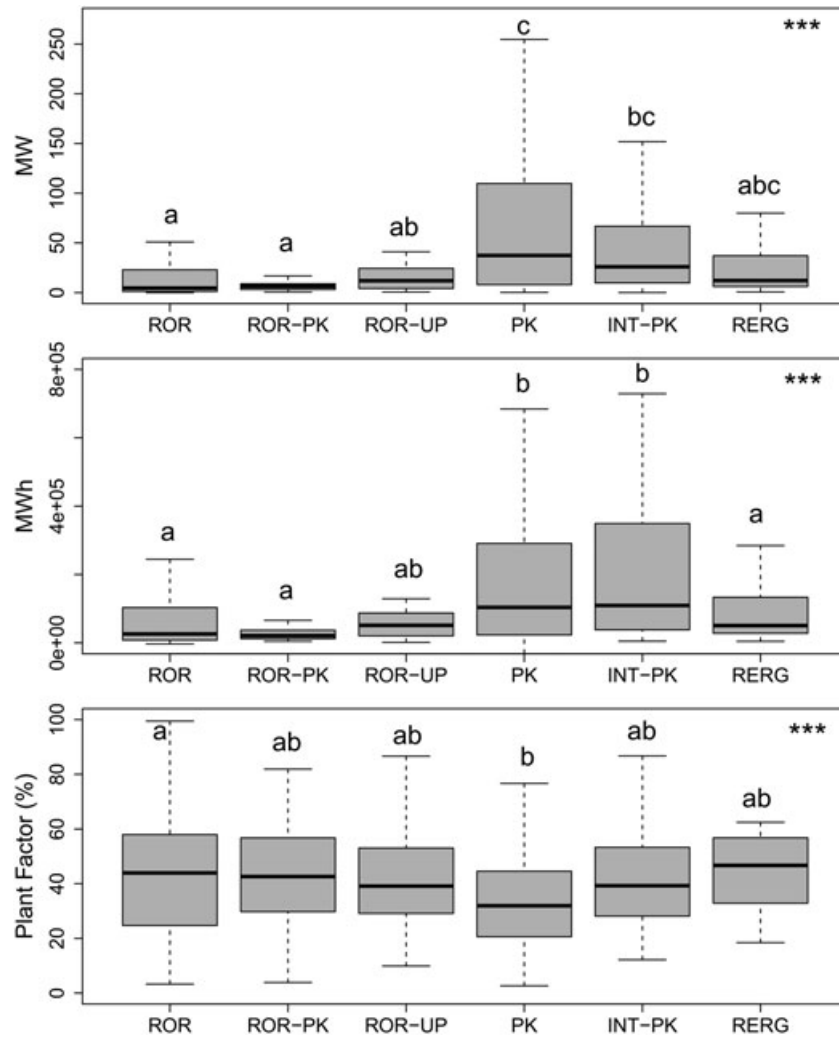 ***
c
bc
abc
ab
a
a
250
150
100
50
0
MW
ROR ROR-PK ROR-UP PK INT-PK RERG
***
b
b
a
ab
a
a
8e+05
4e+05
0e+00
MWh
ROR ROR-PK ROR-UP PK INT-PK RERG
***
a
ab
ab
b
ab
ab
100
80
60
40
20
0
Plant Factor (%)
ROR ROR-PK ROR-UP PK INT-PK RERG